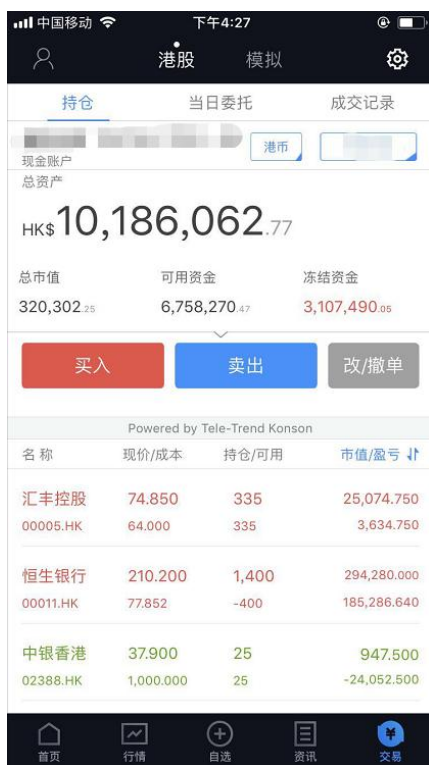 中国移动 下午4:27
港股 模拟
持仓 当日委托 成交记录
港币
现金账户
总资产
HK$10,186,062.77
总市值 可用资金 冻结资金
320,302.25 6,758,270.47 3,107,490.05
买入 卖出 改/撤单
Powered by Tele-Trend Konson
名称 现价/成本 持仓/可用 市值/盈亏
汇丰控股 74.850 335 25,074.750
00005.HK 64.000 335 3,634.750
恒生银行 210.200 1,400 294,280.000
00011.HK 77.852 -400 185,286.640
中银香港 37.900 25 947.500
02388.HK 1,000.000 25 -24,052.500
首页 行情 自选 资讯 交易